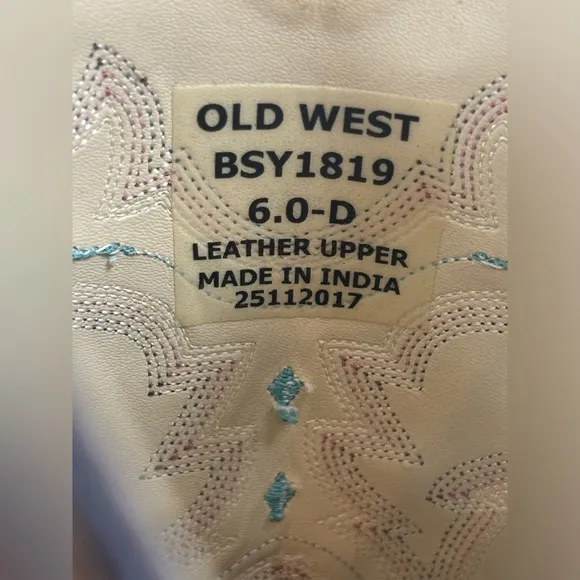 OLD WEST
BSY1819
6.0-D
LEATHER UPPER
MADE IN INDIA
25112017